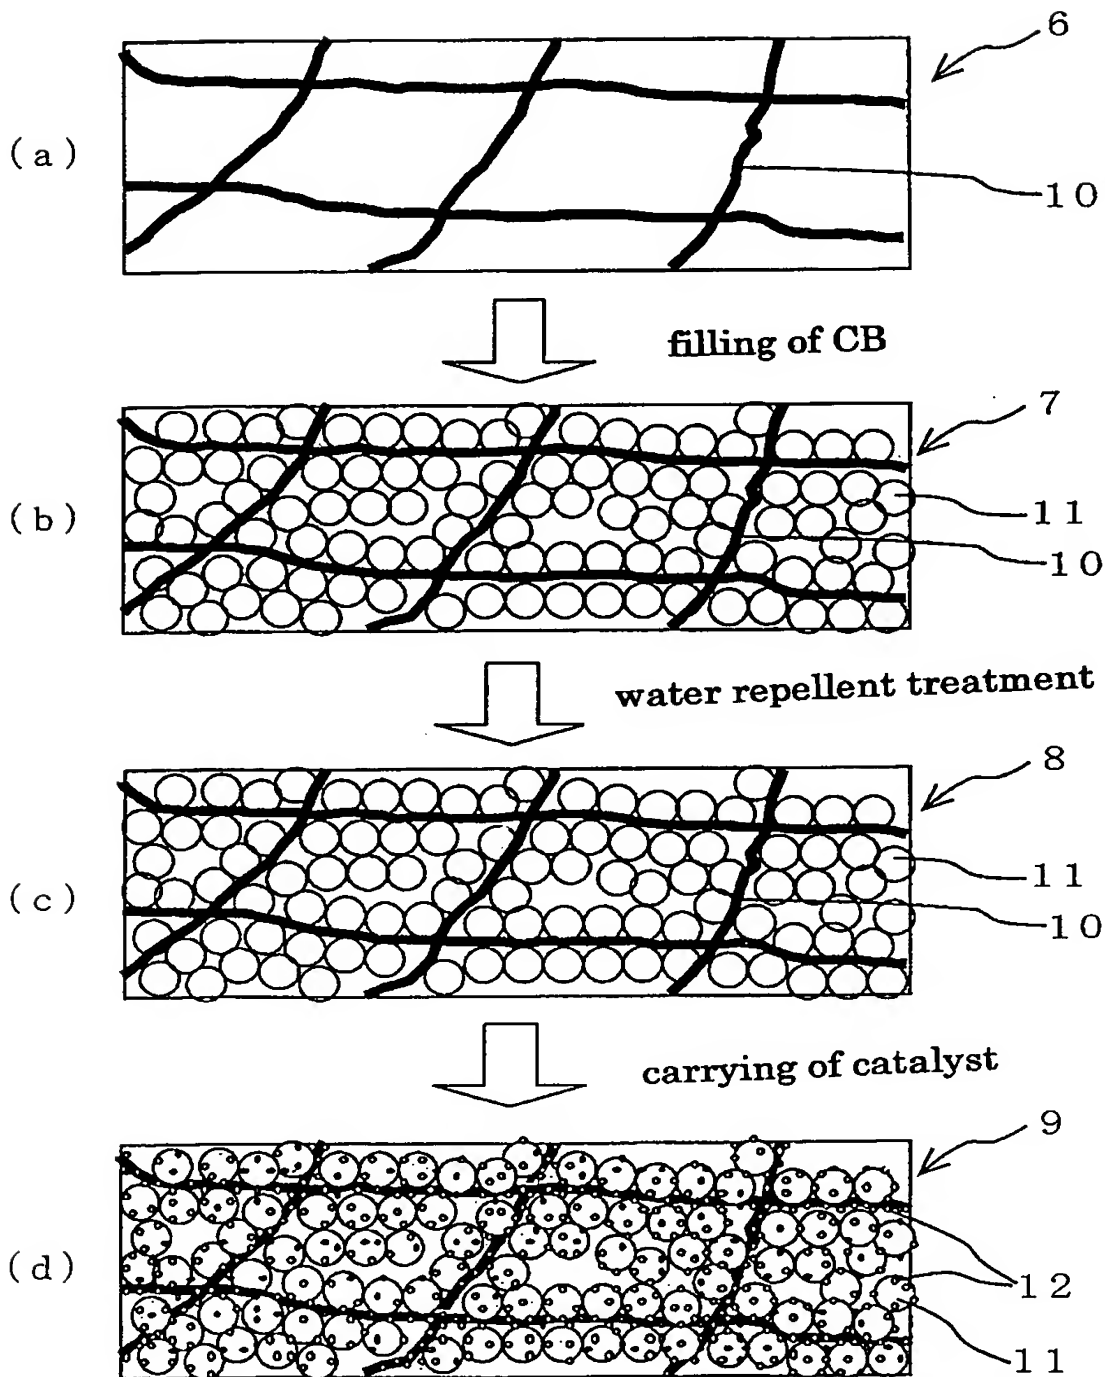 6
(a)
10
filling of CB
7
(b)
11
10
water repellent treatment
8
(c)
11
10
carrying of catalyst
9
(d)
12
11